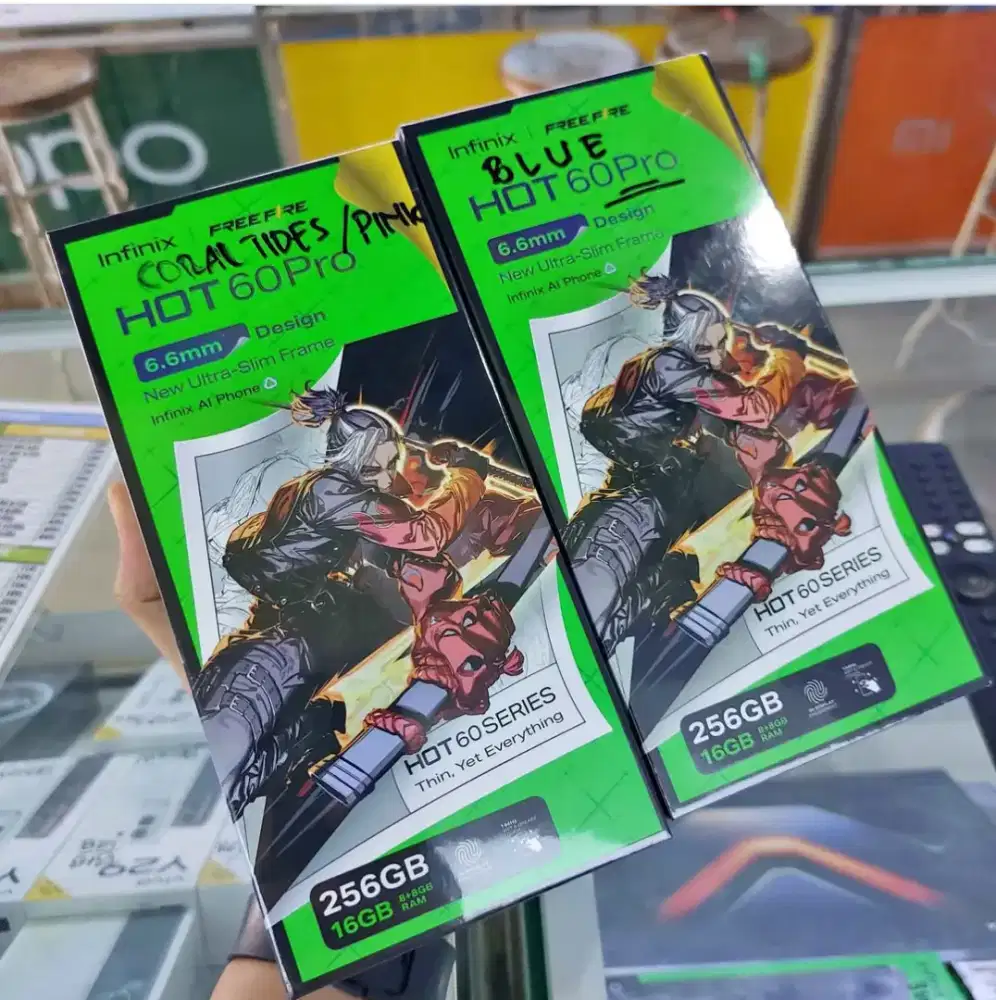 oppo
mi
Infinix | FREE FIRE
CORAL TIDES / PINK
HOT 60 Pro
6.6mm Design
New Ultra-Slim Frame
Infinix AI Phone
HOT 60 SERIES
Thin, Yet Everything
256GB
16GB 8+8GB
RAM
Infinix | FREE FIRE
BLUE
HOT 60 Pro
6.6mm Design
New Ultra-Slim Frame
Infinix AI Phone
HOT 60 SERIES
Thin, Yet Everything
256GB
16GB 8+8GB
RAM